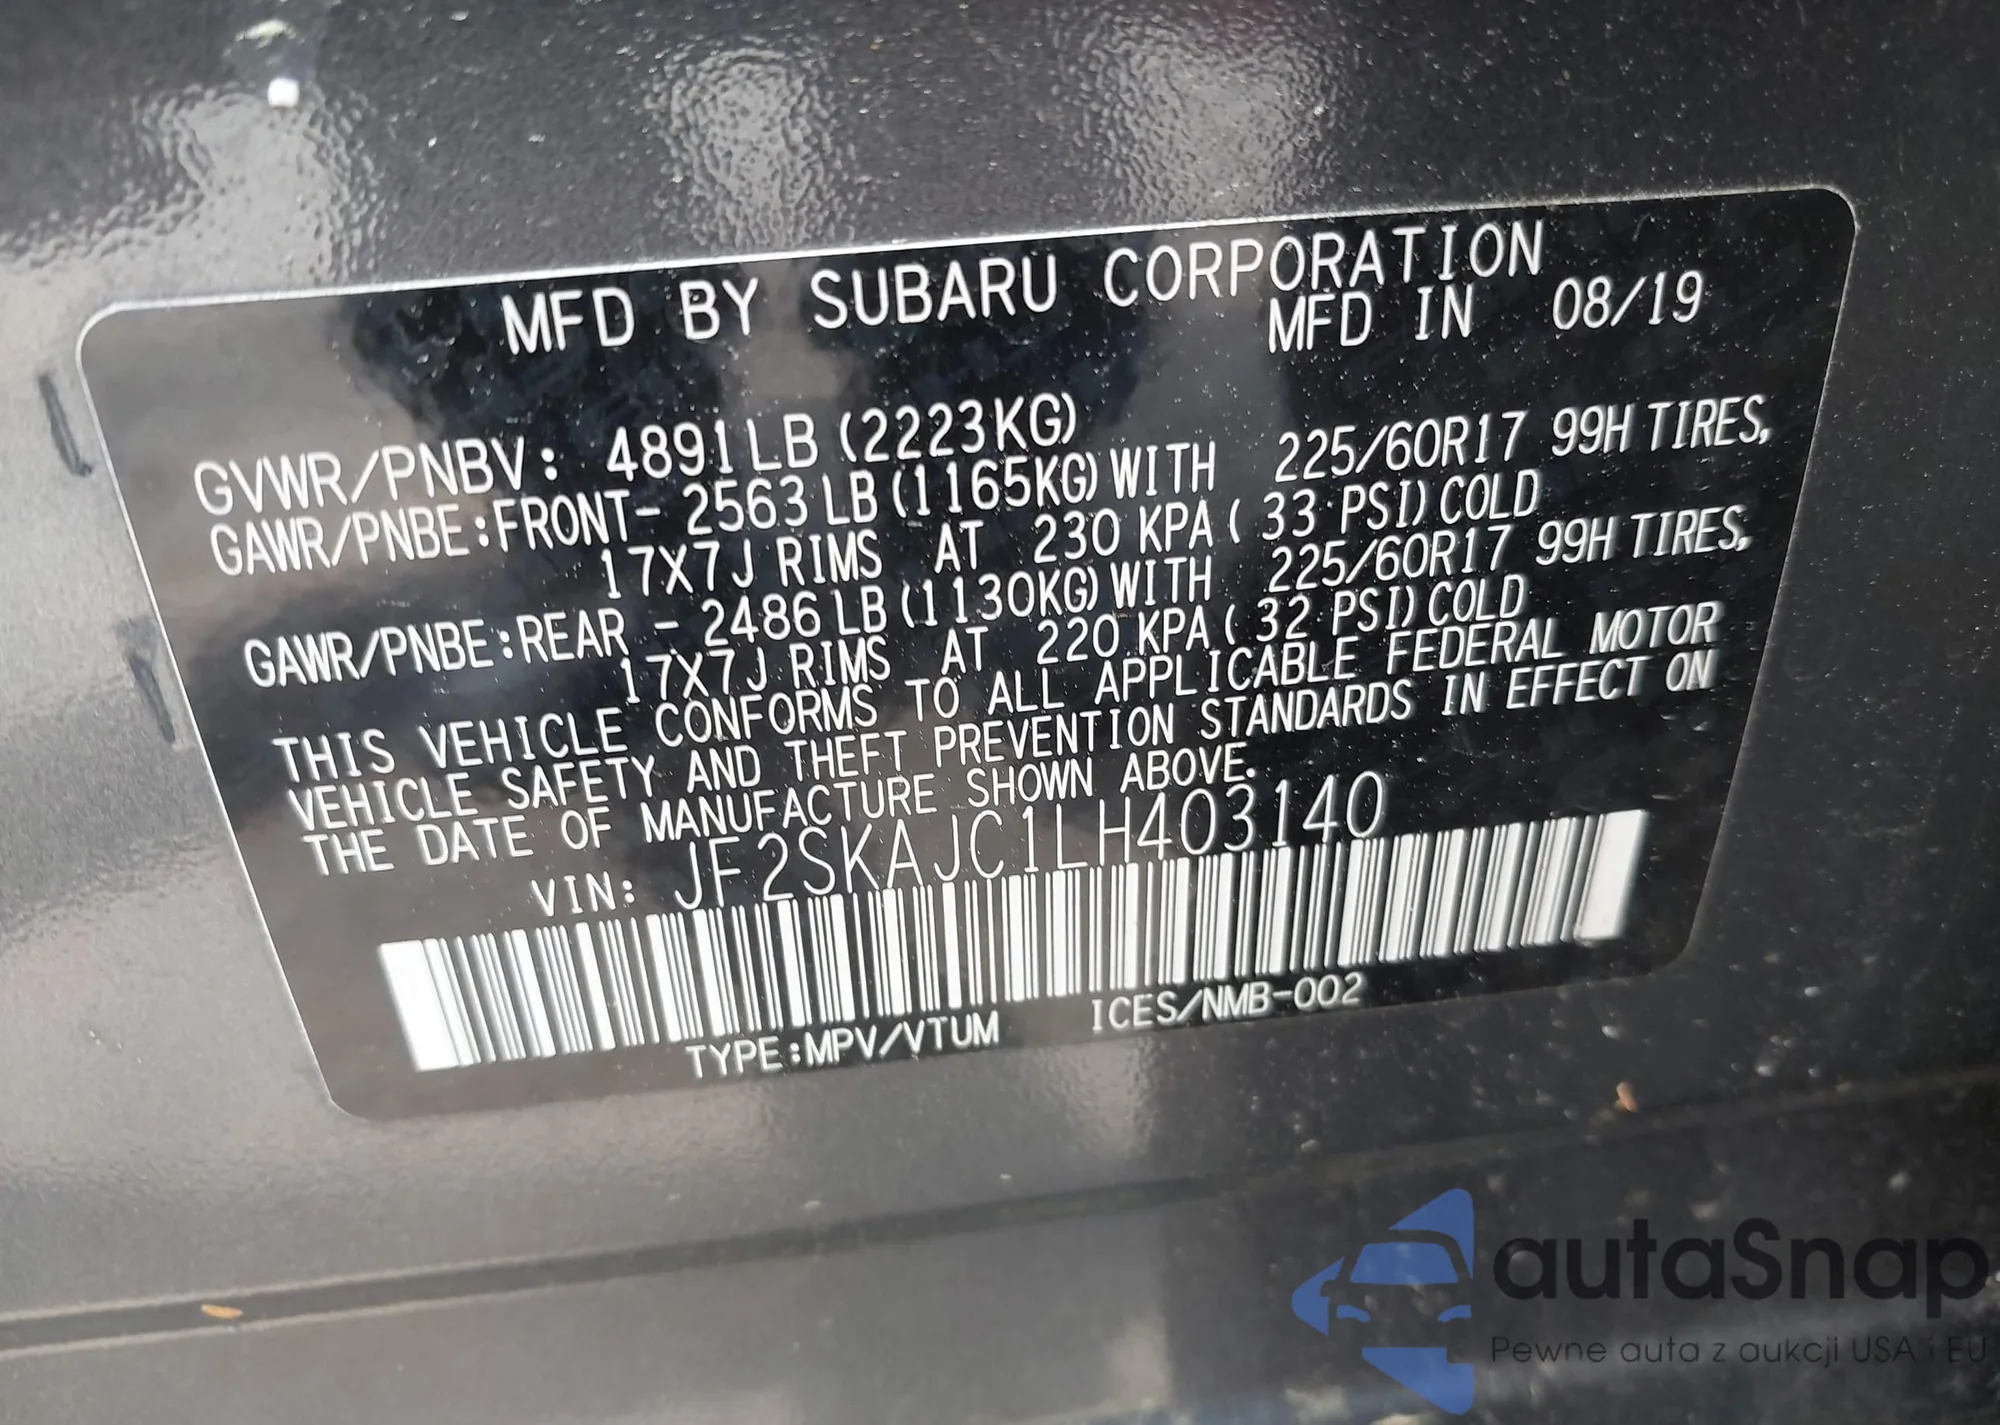 MFD BY SUBARU CORPORATION
MFD IN 08/19
GVWR/PNBV: 4891LB (2223KG)
GAWR/PNBE:FRONT- 2563 LB (1165KG) WITH 225/60R17 99H TIRES,
17X7J RIMS AT 230 KPA ( 33 PSI) COLD
GAWR/PNBE:REAR - 2486 LB (1130KG) WITH 225/60R17 99H TIRES,
17X7J RIMS AT 220 KPA ( 32 PSI) COLD
THIS VEHICLE CONFORMS TO ALL APPLICABLE FEDERAL MOTOR
VEHICLE SAFETY AND THEFT PREVENTION STANDARDS IN EFFECT ON
THE DATE OF MANUFACTURE SHOWN ABOVE.
VIN: JF2SKAJC1LH403140
TYPE:MPV/VTUM ICES/NMB-002
autaSnap
Pewne auta z aukcji USA i EU